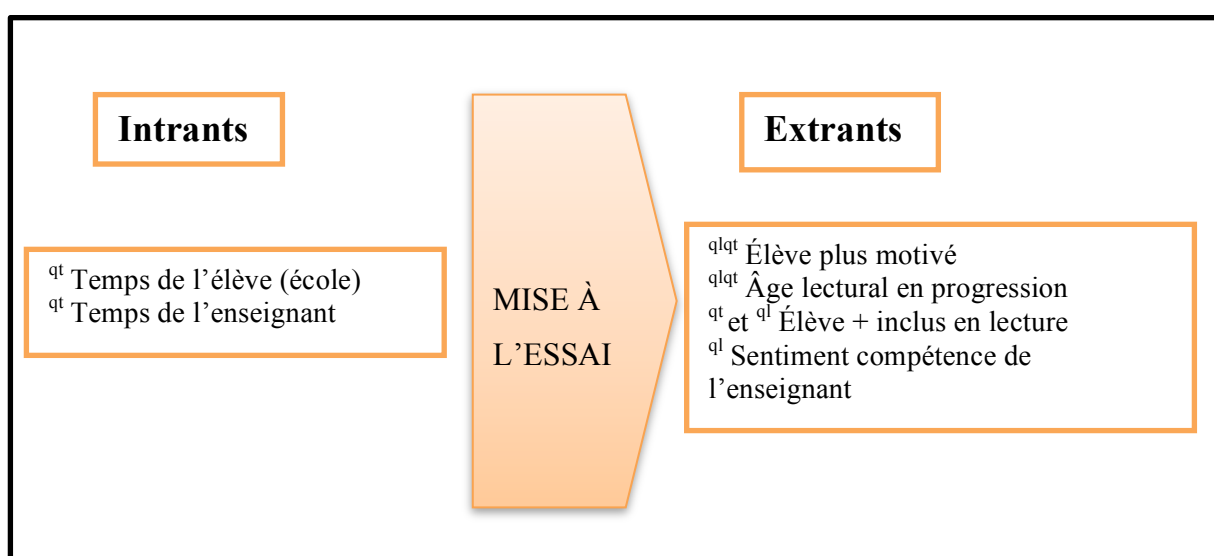 Intrants
qt Temps de l’élève (école)
qt Temps de l’enseignant
MISE À
L’ESSAI
Extrants
qlqt Élève plus motivé
qlqt Âge lectural en progression
qt et ql Élève + inclus en lecture
ql Sentiment compétence de
l’enseignant